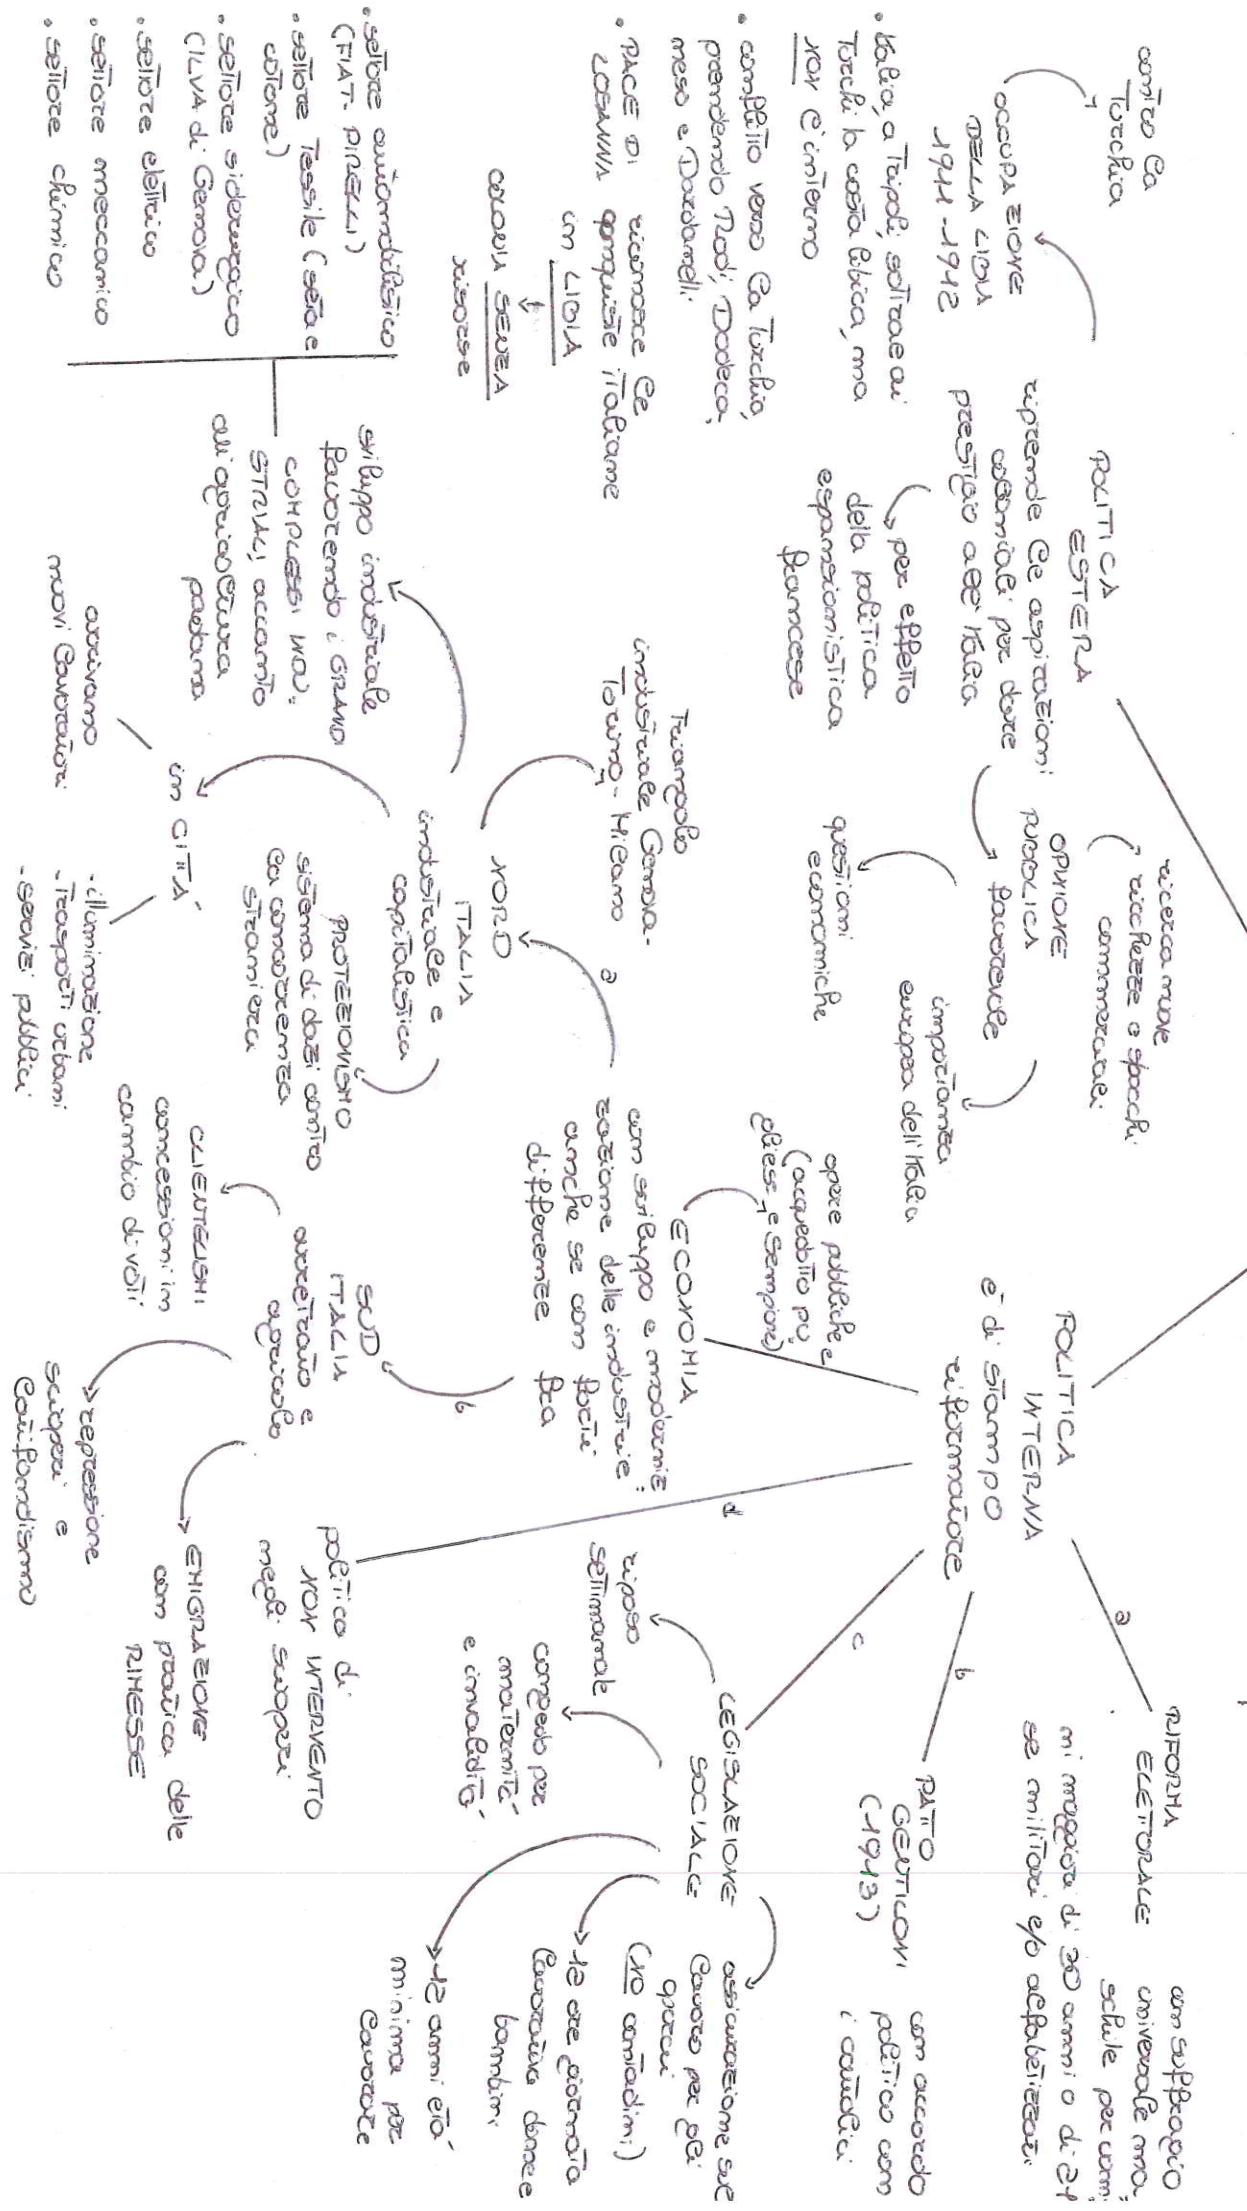 POLITICA
ESTERA
riprende le aspirazioni
coloniali per dare
prestigio all'Italia
contro la
Turchia
OCCUPAZIONE
DELLA LIBIA
1911-1912
• Italia, a Tripoli, sottrae ai
Turchi la costa libica, ma
NON l'interno
• conflitto verso la Turchia,
prendendo Rodi, Dodeca,
neso e Dardanelli
• PACE DI
LOSANNA
riconosce le
conquiste italiane
in LIBIA
COLONIA SENZA
risorse
per effetto
della politica
espansionistica
francese
OPINIONE
PUBBLICA
favorevole
ricerca nuove
ricchezze e sbocchi
commerciali
questioni
economiche
importanza
europea dell'Italia
POLITICA
INTERNA
è di stampo
riformatore
a
RIFORMA
ELETTORALE
con suffragio
universale ma,
schile per uomi,
ni maggiori di 30 anni o di 21
se militari e/o alfabetizzati
b
PATTO
GENTILONI
(1913)
con accordo
politico con
i cattolici
c
LEGISLAZIONE
SOCIALE
riposo
settimanale
congedo per
maternità
e invalidità
assicurazione sul
lavoro per gli
operai
(NO contadini)
12 ore giornata
lavorativa donne e
bambini
12 anni età
minima per
lavorare
d
politica di
NON INTERVENTO
negli scioperi
ECONOMIA
opere pubbliche
(acquedotto pu,
gliese e Sempione)
con sviluppo e moderniz=
zazione delle industrie
anche se con forti
differenze fra
a
NORD
ITALIA
industriale e
capitalistica
Triangolo
industriale Genova-
Torino-Milano
PROTEZIONISMO
sistema di dazi contro
la concorrenza
straniera
sviluppo industriale
favorendo i GRANDI
COMPLESSI INDU=
STRIALI, accanto
all'agricoltura
padana
• settore automobilistico
(FIAT-PIRELLI)
• settore tessile (seta e
cotone)
• settore siderurgico
(ILVA di Genova)
• settore elettrico
• settore meccanico
• settore chimico
in CITTÀ
arrivano
nuovi lavoratori
- illuminazione
- trasporti urbani
- servizi pubblici
b
SUD
ITALIA
arretrato e
agricolo
CLIENTELISMI
concessioni in
cambio di voti
repressione
scioperi e
latifondismo
EMIGRAZIONE
con pratica delle
RIMESSE